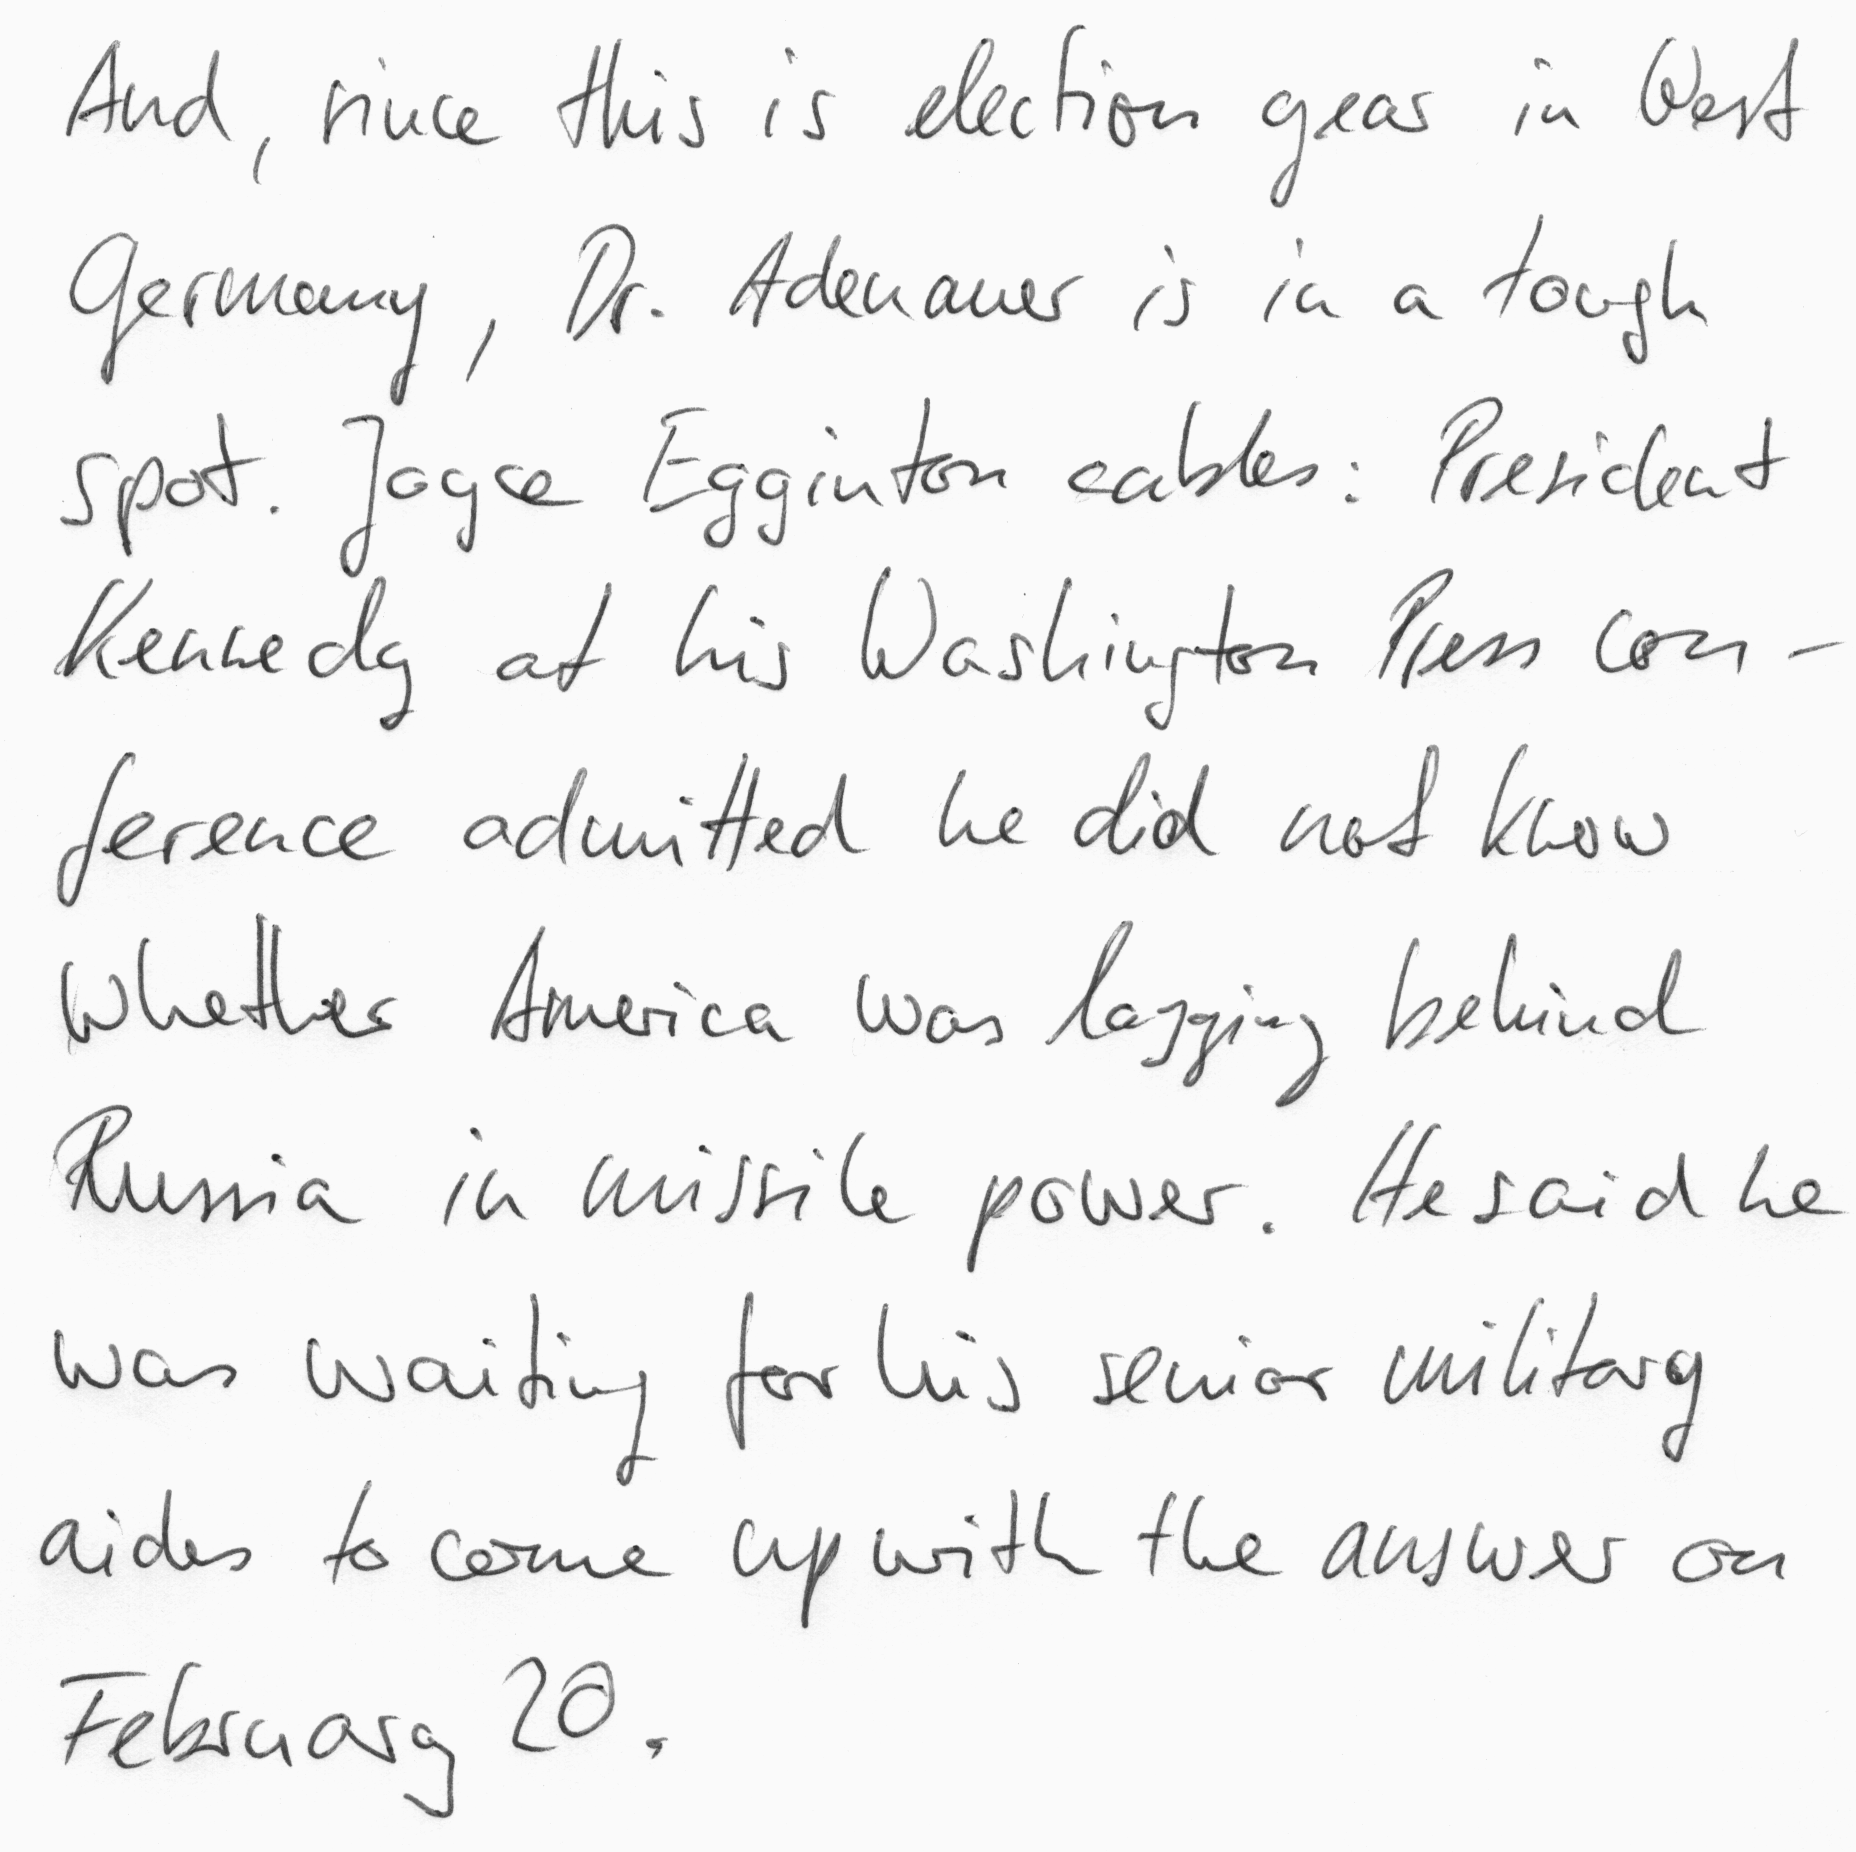 And, since this is election year in West
Germany, Dr. Adenauer is in a tough
spot. Joyce Egginton cables: President
Kennedy at his Washington Press con-
ference admitted he did not know
whether America was lagging behind
Russia in missile power. He said he
was waiting for his senior military
aides to come up with the answer on
February 20.